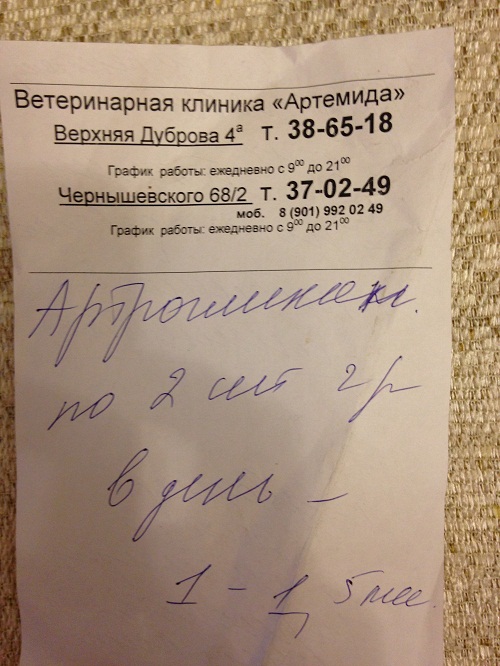 Ветеринарная клиника «Артемида»
Верхняя Дуброва 4а т. 38-65-18
График работы: ежедневно с 9⁰⁰ до 21⁰⁰
Чернышевского 68/2 т. 37-02-49
моб. 8 (901) 992 02 49
График работы: ежедневно с 9⁰⁰ до 21⁰⁰
Артрогликан.
по 2 шт 2 р
в день –
1 – 1,5 мес.